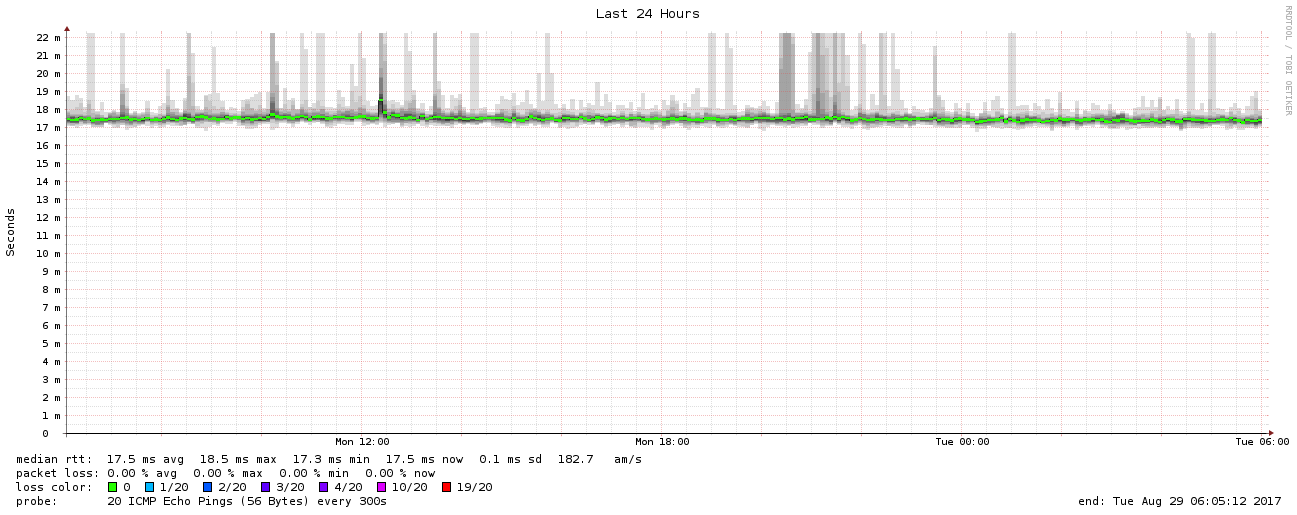 Last 24 Hours
RRDTOOL / TOBI OETIKER
22 m
21 m
20 m
19 m
18 m
17 m
16 m
15 m
14 m
13 m
12 m
11 m
10 m
9 m
8 m
7 m
6 m
5 m
4 m
3 m
2 m
1 m
0
Seconds
Mon 12:00 Mon 18:00 Tue 00:00 Tue 06:00
median rtt: 17.5 ms avg 18.5 ms max 17.3 ms min 17.5 ms now 0.1 ms sd 182.7 am/s
packet loss: 0.00 % avg 0.00 % max 0.00 % min 0.00 % now
loss color: 0 1/20 2/20 3/20 4/20 10/20 19/20
probe: 20 ICMP Echo Pings (56 Bytes) every 300s end: Tue Aug 29 06:05:12 2017